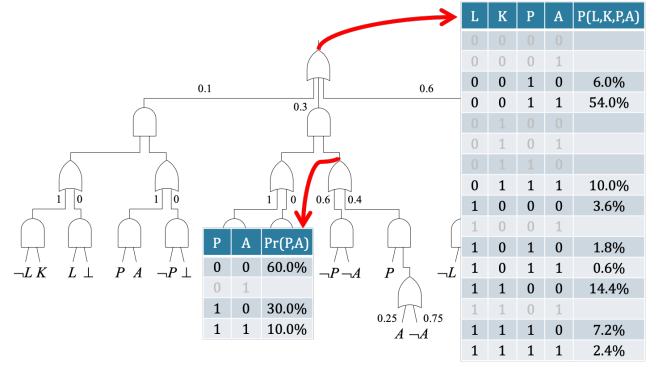 L K P A P(L,K,P,A)
0 0 0 0
0 0 0 1
0 0 1 0 6.0%
0 0 1 1 54.0%
0 1 0 0
0 1 0 1
0 1 1 0
0 1 1 1 10.0%
1 0 0 0 3.6%
1 0 0 1
1 0 1 0 1.8%
1 0 1 1 0.6%
1 1 0 0 14.4%
1 1 0 1
1 1 1 0 7.2%
1 1 1 1 2.4%
0.1 0.3 0.6
1 0 1 0 1 0 0.6 0.4
¬L K L ⊥ P A ¬P ⊥ ¬P ¬A P ¬L
P A Pr(P,A)
0 0 60.0%
0 1
1 0 30.0%
1 1 10.0%
0.25 0.75
A ¬A